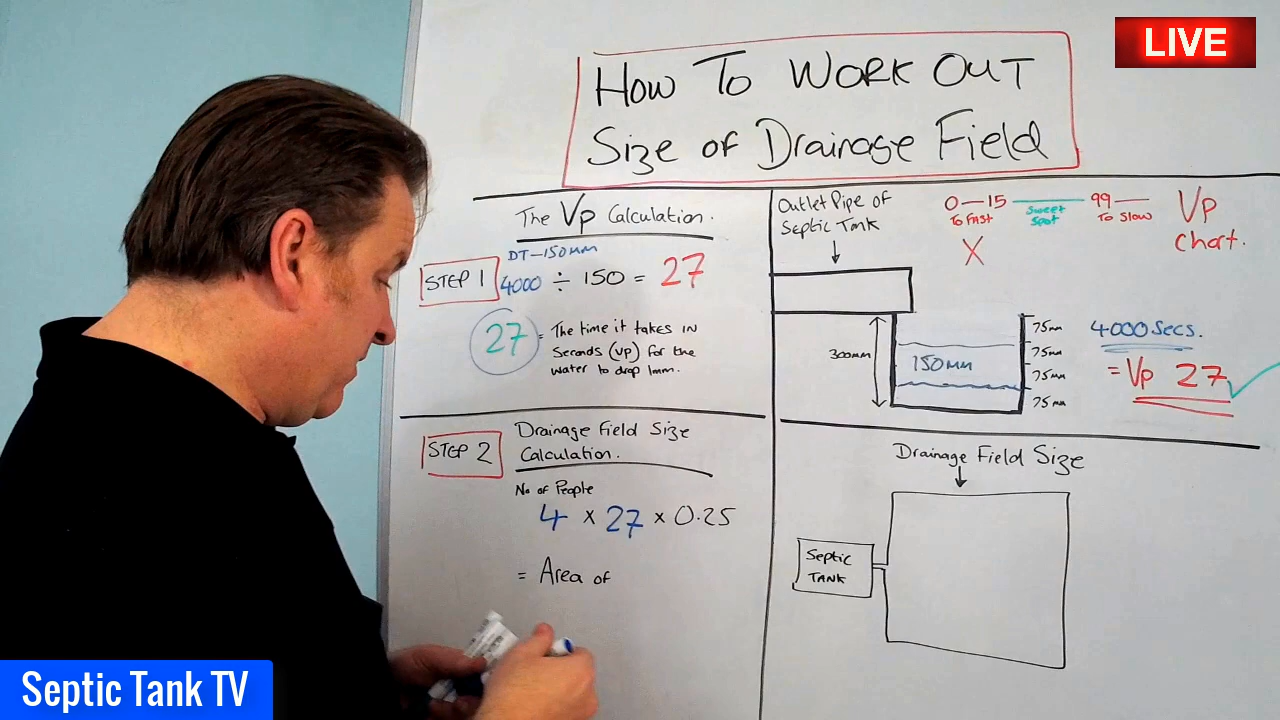 LIVE
How To WORK OUT
Size of Drainage Field
The Vp Calculation.
DT-150mm
STEP 1
4000 ÷ 150 = 27
27 = The time it takes IN
Seconds (VP) for the
water to drop 1mm.
Outlet Pipe of
Septic Tank
0-15 99
To FAST Sweet Spot To Slow
X
Vp
Chart.
300mm
150mm
75mm
75mm
75mm
75mm
4000 Secs.
= Vp 27
STEP 2
Drainage Field Size
Calculation.
No of People
4 x 27 x 0.25
= Area of
Drainage Field Size
Septic
TANK
Septic Tank TV